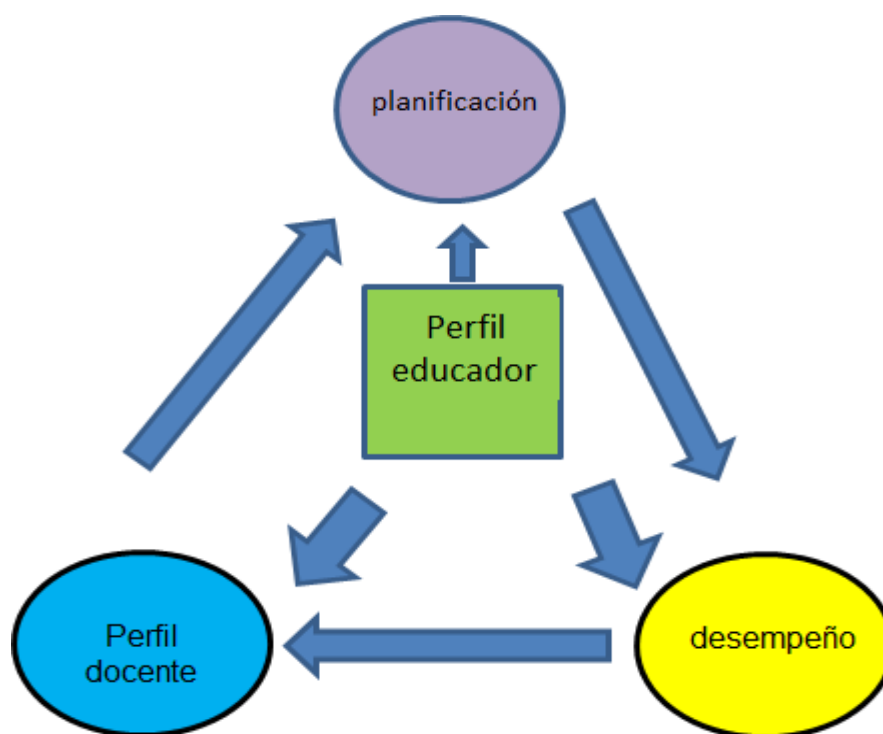 planificación
Perfil
educador
Perfil
docente
desempeño